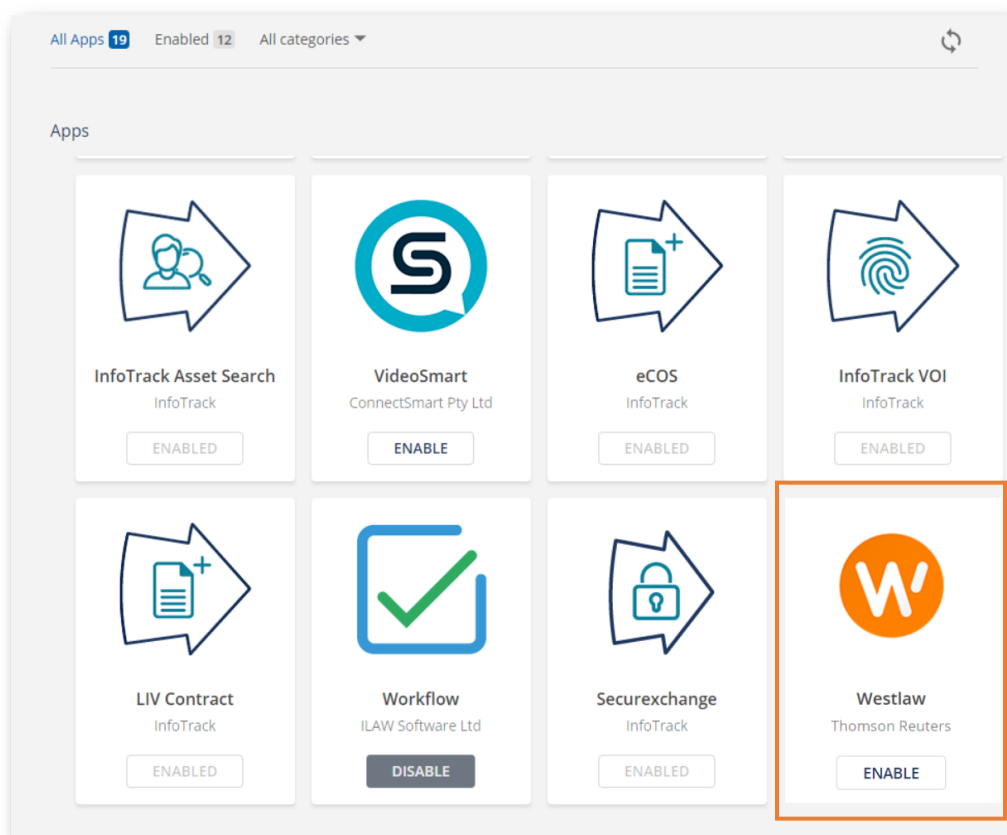 All Apps 19 Enabled 12 All categories
Apps
InfoTrack Asset Search
InfoTrack
ENABLED
VideoSmart
ConnectSmart Pty Ltd
ENABLE
eCOS
InfoTrack
ENABLED
InfoTrack VOI
InfoTrack
ENABLED
LIV Contract
InfoTrack
ENABLED
Workflow
ILAW Software Ltd
DISABLE
Securexchange
InfoTrack
ENABLED
Westlaw
Thomson Reuters
ENABLE